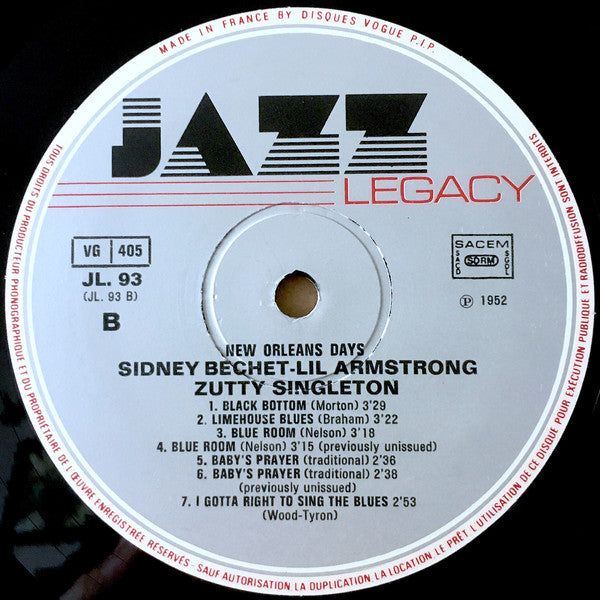 MADE IN FRANCE BY DISQUES VOGUE P.I.P.
JAZZ
LEGACY
VG 405
JL. 93
(JL. 93 B)
B
SACEM
SACD SDRM SGDL
℗ 1952
NEW ORLEANS DAYS
SIDNEY BECHET-LIL ARMSTRONG
ZUTTY SINGLETON
1. BLACK BOTTOM (Morton) 3'29
2. LIMEHOUSE BLUES (Braham) 3'22
3. BLUE ROOM (Nelson) 3'18
4. BLUE ROOM (Nelson) 3'15 (previously unissued)
5. BABY'S PRAYER (traditional) 2'36
6. BABY'S PRAYER (traditional) 2'38
(previously unissued)
7. I GOTTA RIGHT TO SING THE BLUES 2'53
(Wood-Tyron)
TOUS DROITS DU PRODUCTEUR PHONOGRAPHIQUE ET DU PROPRIETAIRE DE L'ŒUVRE ENREGISTRÉE RÉSERVÉS - SAUF AUTORISATION LA DUPLICATION, LA LOCATION, LE PRÊT, L'UTILISATION DE CE DISQUE POUR EXÉCUTION PUBLIQUE ET RADIODIFFUSION SONT INTERDITS